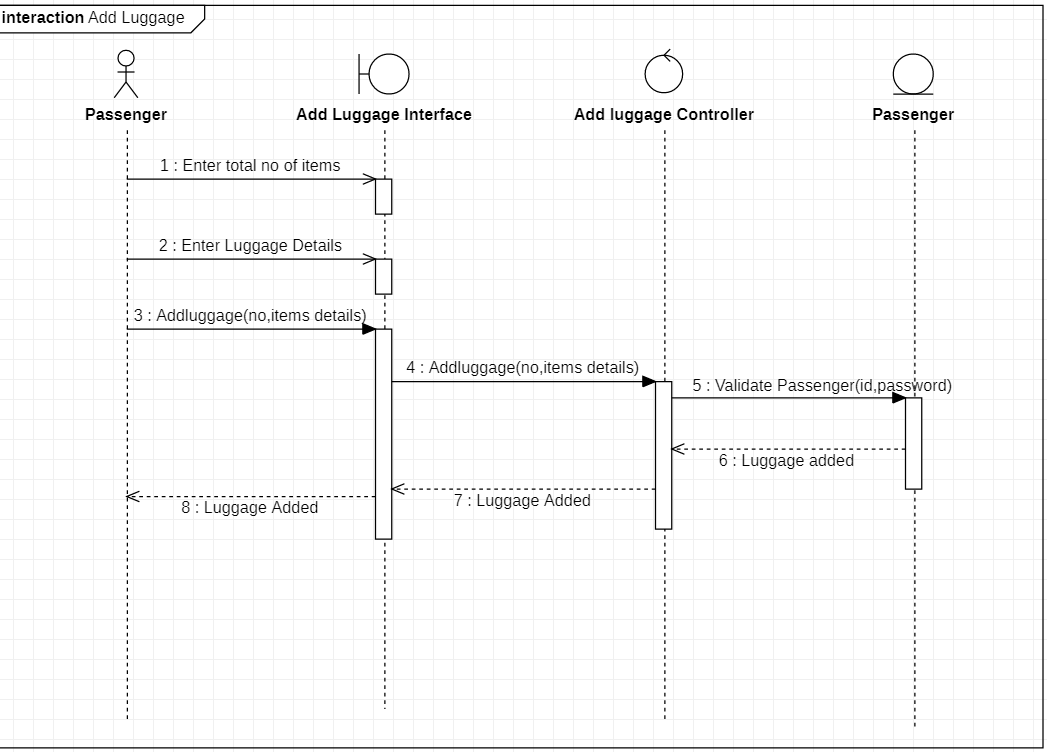 interaction Add Luggage
Passenger
Add Luggage Interface
Add luggage Controller
Passenger
1 : Enter total no of items
2 : Enter Luggage Details
3 : Addluggage(no,items details)
4 : Addluggage(no,items details)
5 : Validate Passenger(id,password)
6 : Luggage added
7 : Luggage Added
8 : Luggage Added